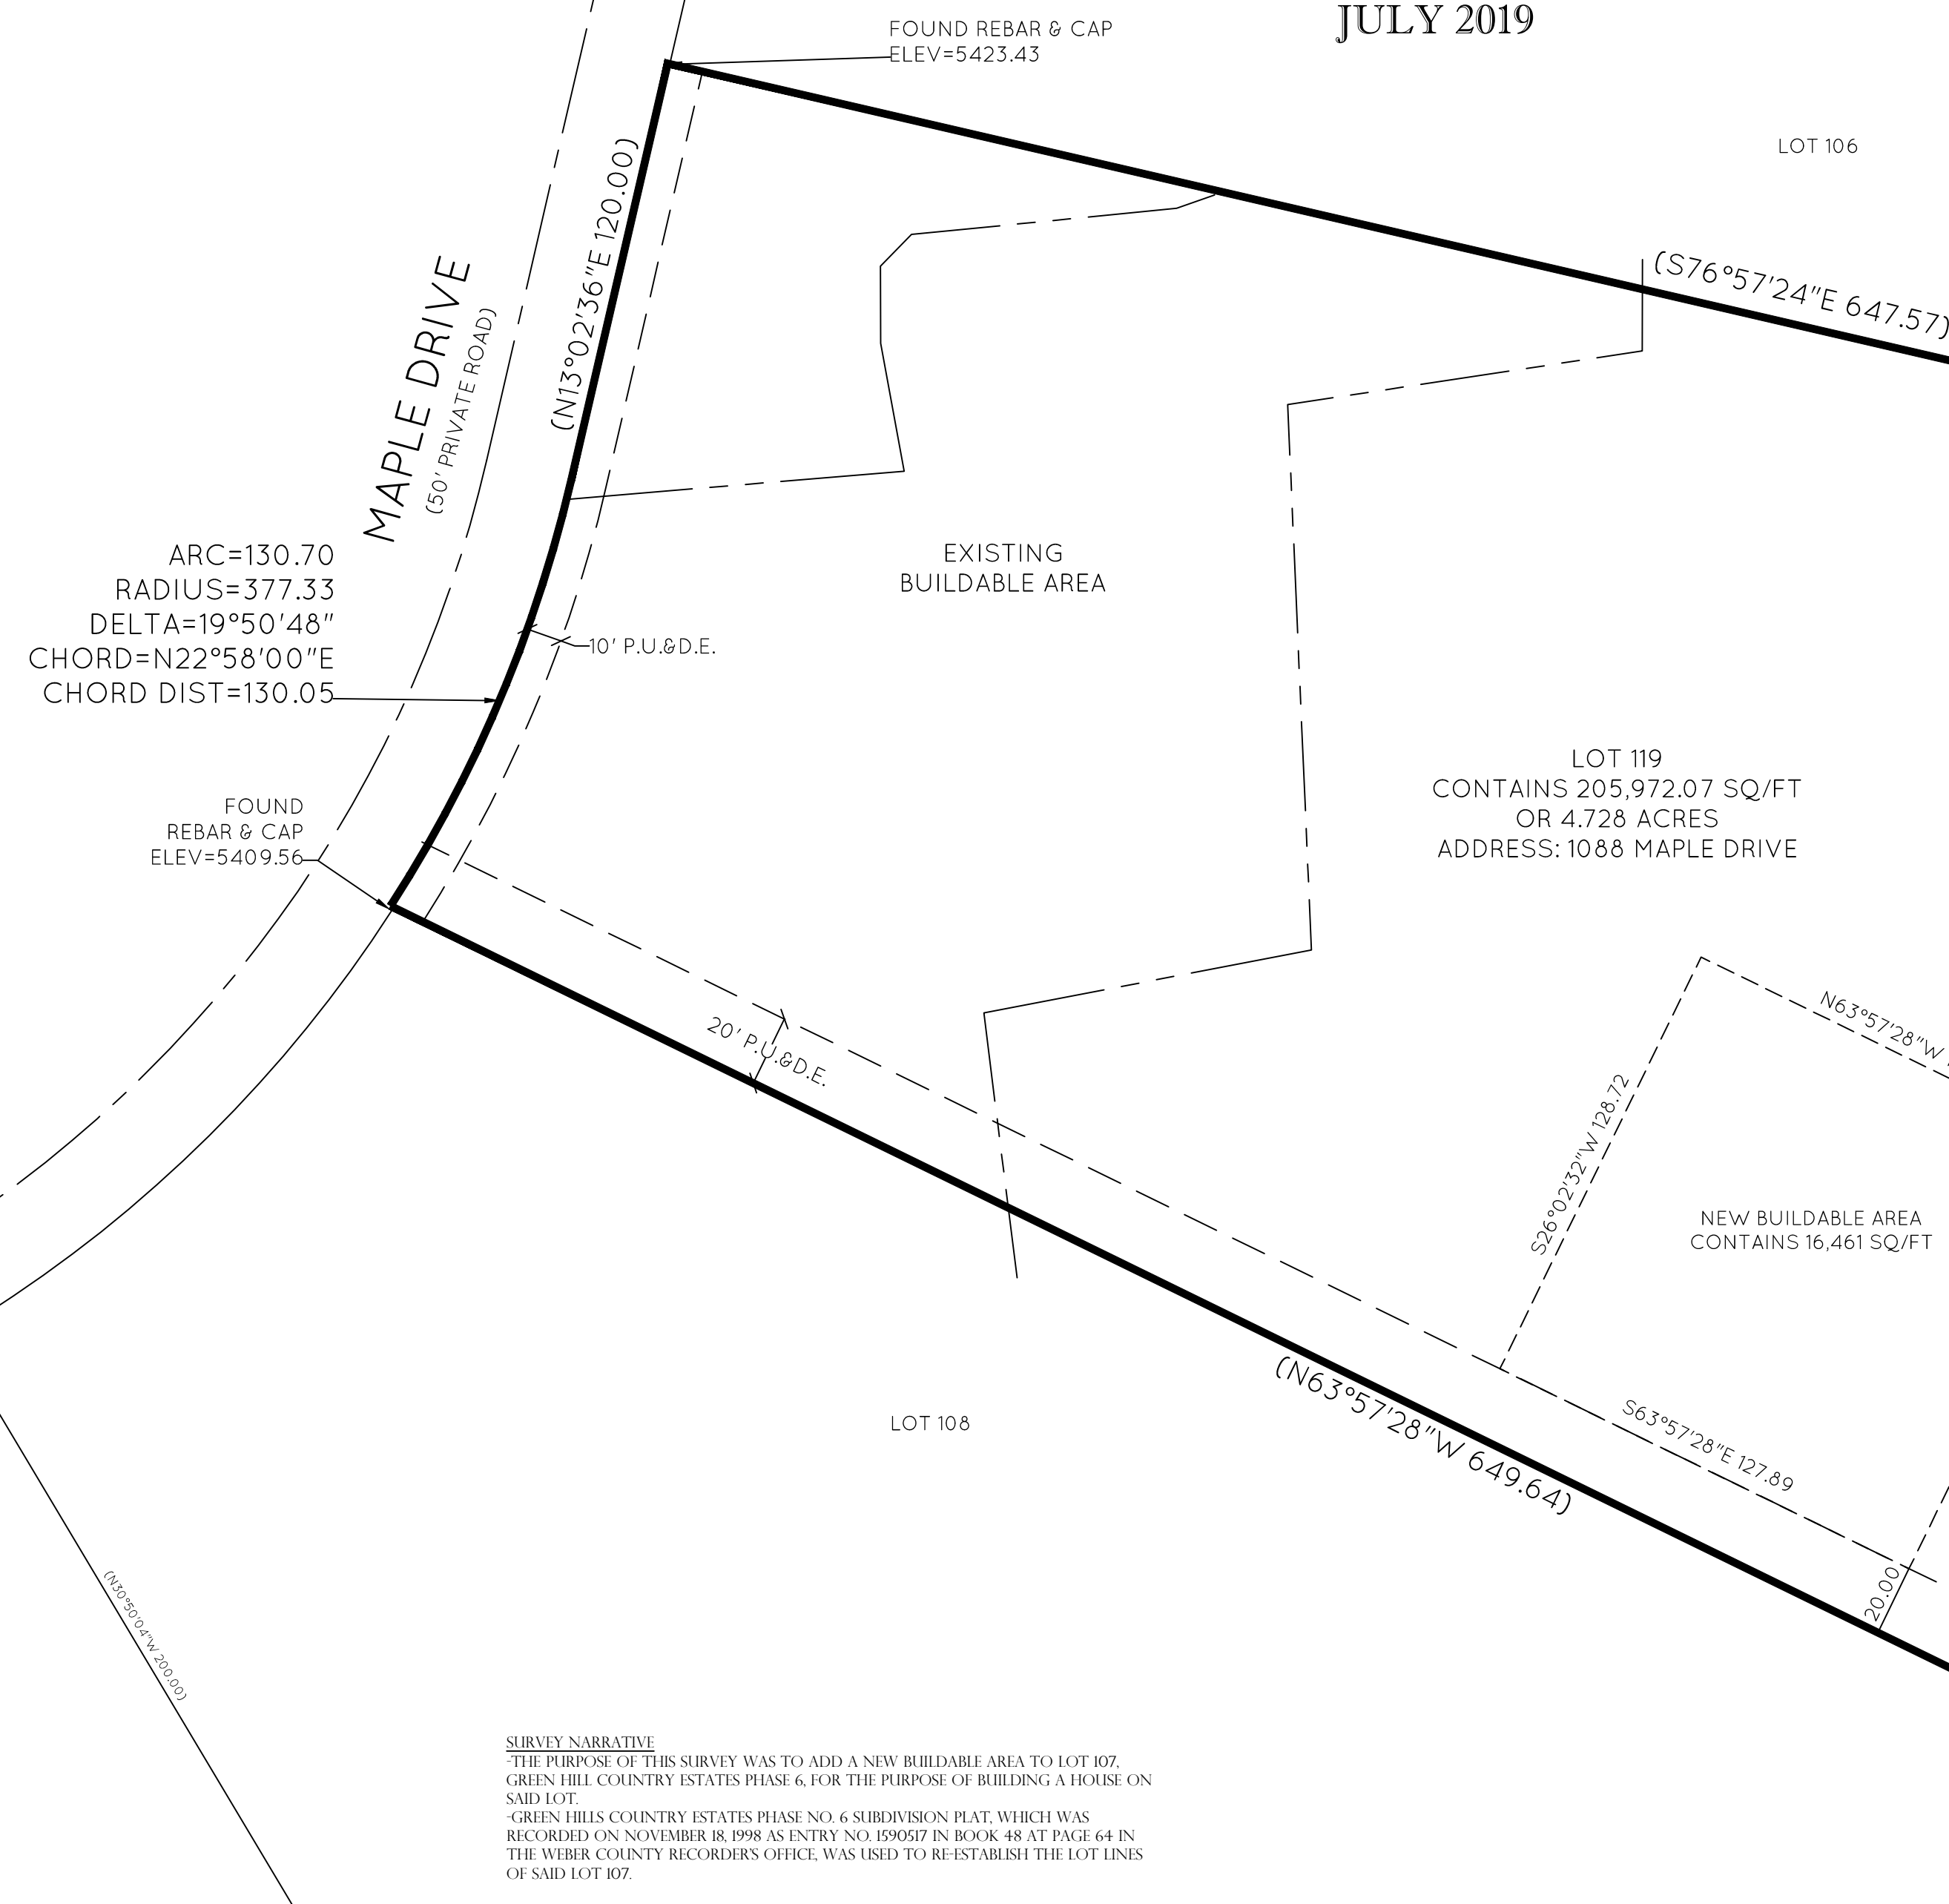 JULY 2019
FOUND REBAR & CAP
ELEV=5423.43
LOT 106
(S76°57'24"E 647.57)
(N13°02'36"E 120.00)
MAPLE DRIVE
(50' PRIVATE ROAD)
ARC=130.70
RADIUS=377.33
DELTA=19°50'48"
CHORD=N22°58'00"E
CHORD DIST=130.05
EXISTING
BUILDABLE AREA
10' P.U.&D.E.
FOUND
REBAR & CAP
ELEV=5409.56
LOT 119
CONTAINS 205,972.07 SQ/FT
OR 4.728 ACRES
ADDRESS: 1088 MAPLE DRIVE
20' P.U.&D.E.
N63°57'28"W
S26°02'32"W 128.72
NEW BUILDABLE AREA
CONTAINS 16,461 SQ/FT
(N63°57'28"W 649.64)
S63°57'28"E 127.89
20.00
LOT 108
(N30°50'04"W 200.00)
SURVEY NARRATIVE
-THE PURPOSE OF THIS SURVEY WAS TO ADD A NEW BUILDABLE AREA TO LOT 107,
GREEN HILL COUNTRY ESTATES PHASE 6, FOR THE PURPOSE OF BUILDING A HOUSE ON
SAID LOT.
-GREEN HILLS COUNTRY ESTATES PHASE NO. 6 SUBDIVISION PLAT, WHICH WAS
RECORDED ON NOVEMBER 18, 1998 AS ENTRY NO. 1590517 IN BOOK 48 AT PAGE 64 IN
THE WEBER COUNTY RECORDER'S OFFICE, WAS USED TO RE-ESTABLISH THE LOT LINES
OF SAID LOT 107.